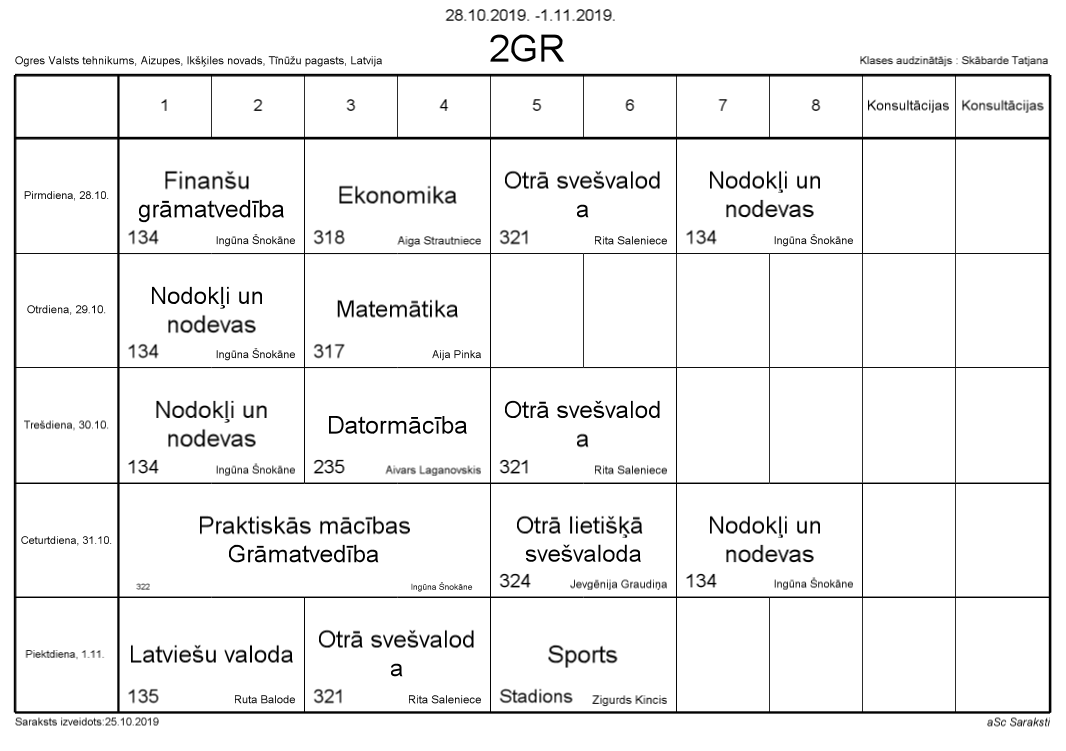 28.10.2019. -1.11.2019.
2GR
Ogres Valsts tehnikums, Aizupes, Ikšķiles novads, Tīnūžu pagasts, Latvija
Klases audzinātājs : Skābarde Tatjana
1 2 3 4 5 6 7 8 Konsultācijas Konsultācijas
Pirmdiena, 28.10.
Finanšu
grāmatvedība
134 Ingūna Šnokāne
Ekonomika
318 Aiga Strautniece
Otrā svešvalod
a
321 Rita Saleniece
Nodokļi un
nodevas
134 Ingūna Šnokāne
Otrdiena, 29.10.
Nodokļi un
nodevas
134 Ingūna Šnokāne
Matemātika
317 Aija Pinka
Trešdiena, 30.10.
Nodokļi un
nodevas
134 Ingūna Šnokāne
Datormācība
235 Aivars Laganovskis
Otrā svešvalod
a
321 Rita Saleniece
Ceturtdiena, 31.10.
Praktiskās mācības
Grāmatvedība
322 Ingūna Šnokāne
Otrā lietišķā
svešvaloda
324 Jevgēnija Graudiņa
Nodokļi un
nodevas
134 Ingūna Šnokāne
Piektdiena, 1.11.
Latviešu valoda
135 Ruta Balode
Otrā svešvalod
a
321 Rita Saleniece
Sports
Stadions Zigurds Kincis
Saraksts izveidots:25.10.2019
aSc Saraksti